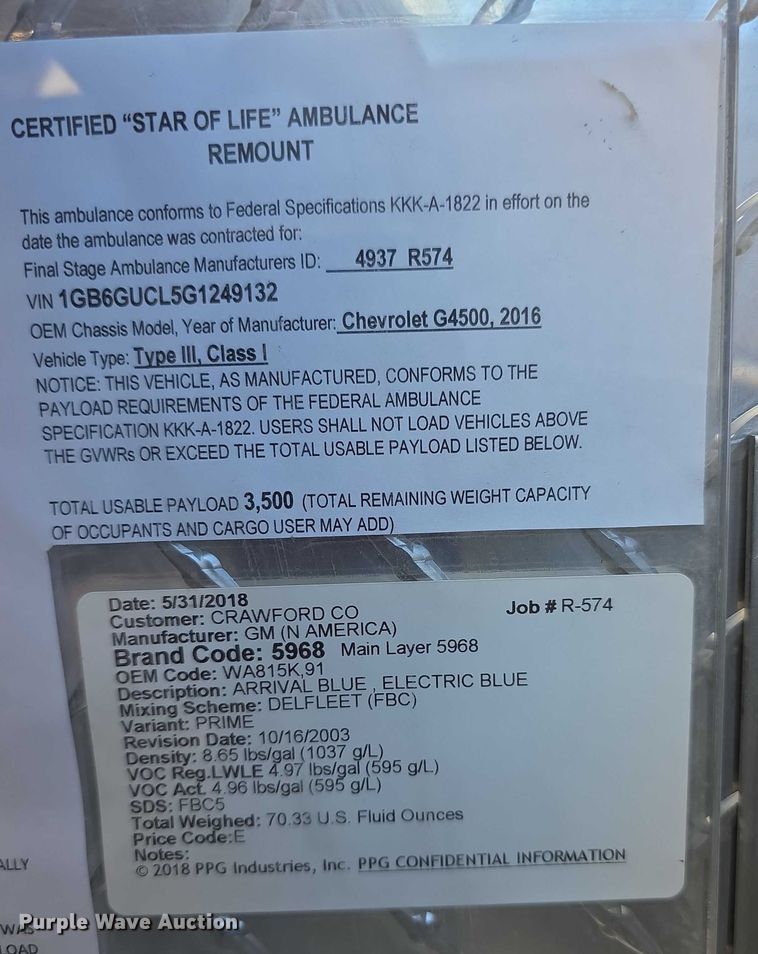 CERTIFIED "STAR OF LIFE" AMBULANCE
REMOUNT
This ambulance conforms to Federal Specifications KKK-A-1822 in effort on the
date the ambulance was contracted for:
Final Stage Ambulance Manufacturers ID: 4937 R574
VIN 1GB6GUCL5G1249132
OEM Chassis Model, Year of Manufacturer: Chevrolet G4500, 2016
Vehicle Type: Type III, Class I
NOTICE: THIS VEHICLE, AS MANUFACTURED, CONFORMS TO THE
PAYLOAD REQUIREMENTS OF THE FEDERAL AMBULANCE
SPECIFICATION KKK-A-1822. USERS SHALL NOT LOAD VEHICLES ABOVE
THE GVWRs OR EXCEED THE TOTAL USABLE PAYLOAD LISTED BELOW.
TOTAL USABLE PAYLOAD 3,500 (TOTAL REMAINING WEIGHT CAPACITY
OF OCCUPANTS AND CARGO USER MAY ADD)
Date: 5/31/2018
Job # R-574
Customer: CRAWFORD CO
Manufacturer: GM (N AMERICA)
Brand Code: 5968 Main Layer 5968
OEM Code: WA815K,91
Description: ARRIVAL BLUE , ELECTRIC BLUE
Mixing Scheme: DELFLEET (FBC)
Variant: PRIME
Revision Date: 10/16/2003
Density: 8.65 lbs/gal (1037 g/L)
VOC Reg.LWLE 4.97 lbs/gal (595 g/L)
VOC Act. 4.96 lbs/gal (595 g/L)
SDS: FBC5
Total Weighed: 70.33 U.S. Fluid Ounces
Price Code:E
Notes:
© 2018 PPG Industries, Inc. PPG CONFIDENTIAL INFORMATION
ALLY
WAS
LOAD
Purple Wave Auction